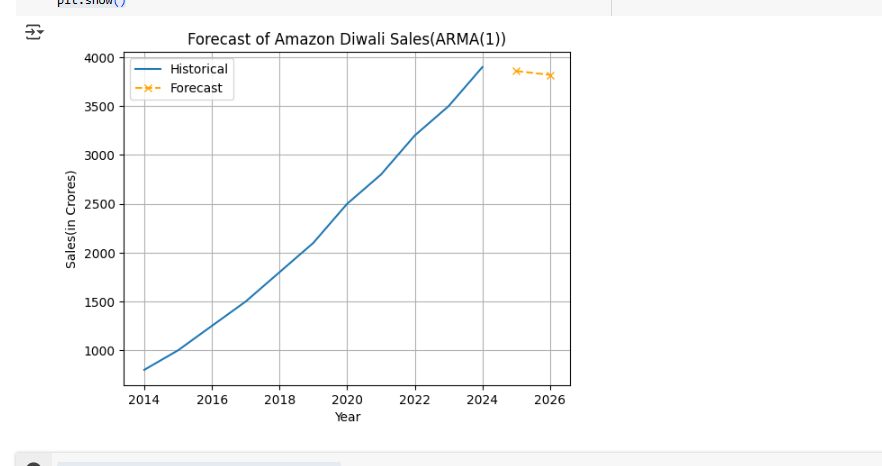 plt.show()
Forecast of Amazon Diwali Sales(ARMA(1))
Historical
Forecast
4000
3500
3000
2500
2000
1500
1000
Sales(in Crores)
2014 2016 2018 2020 2022 2024 2026
Year